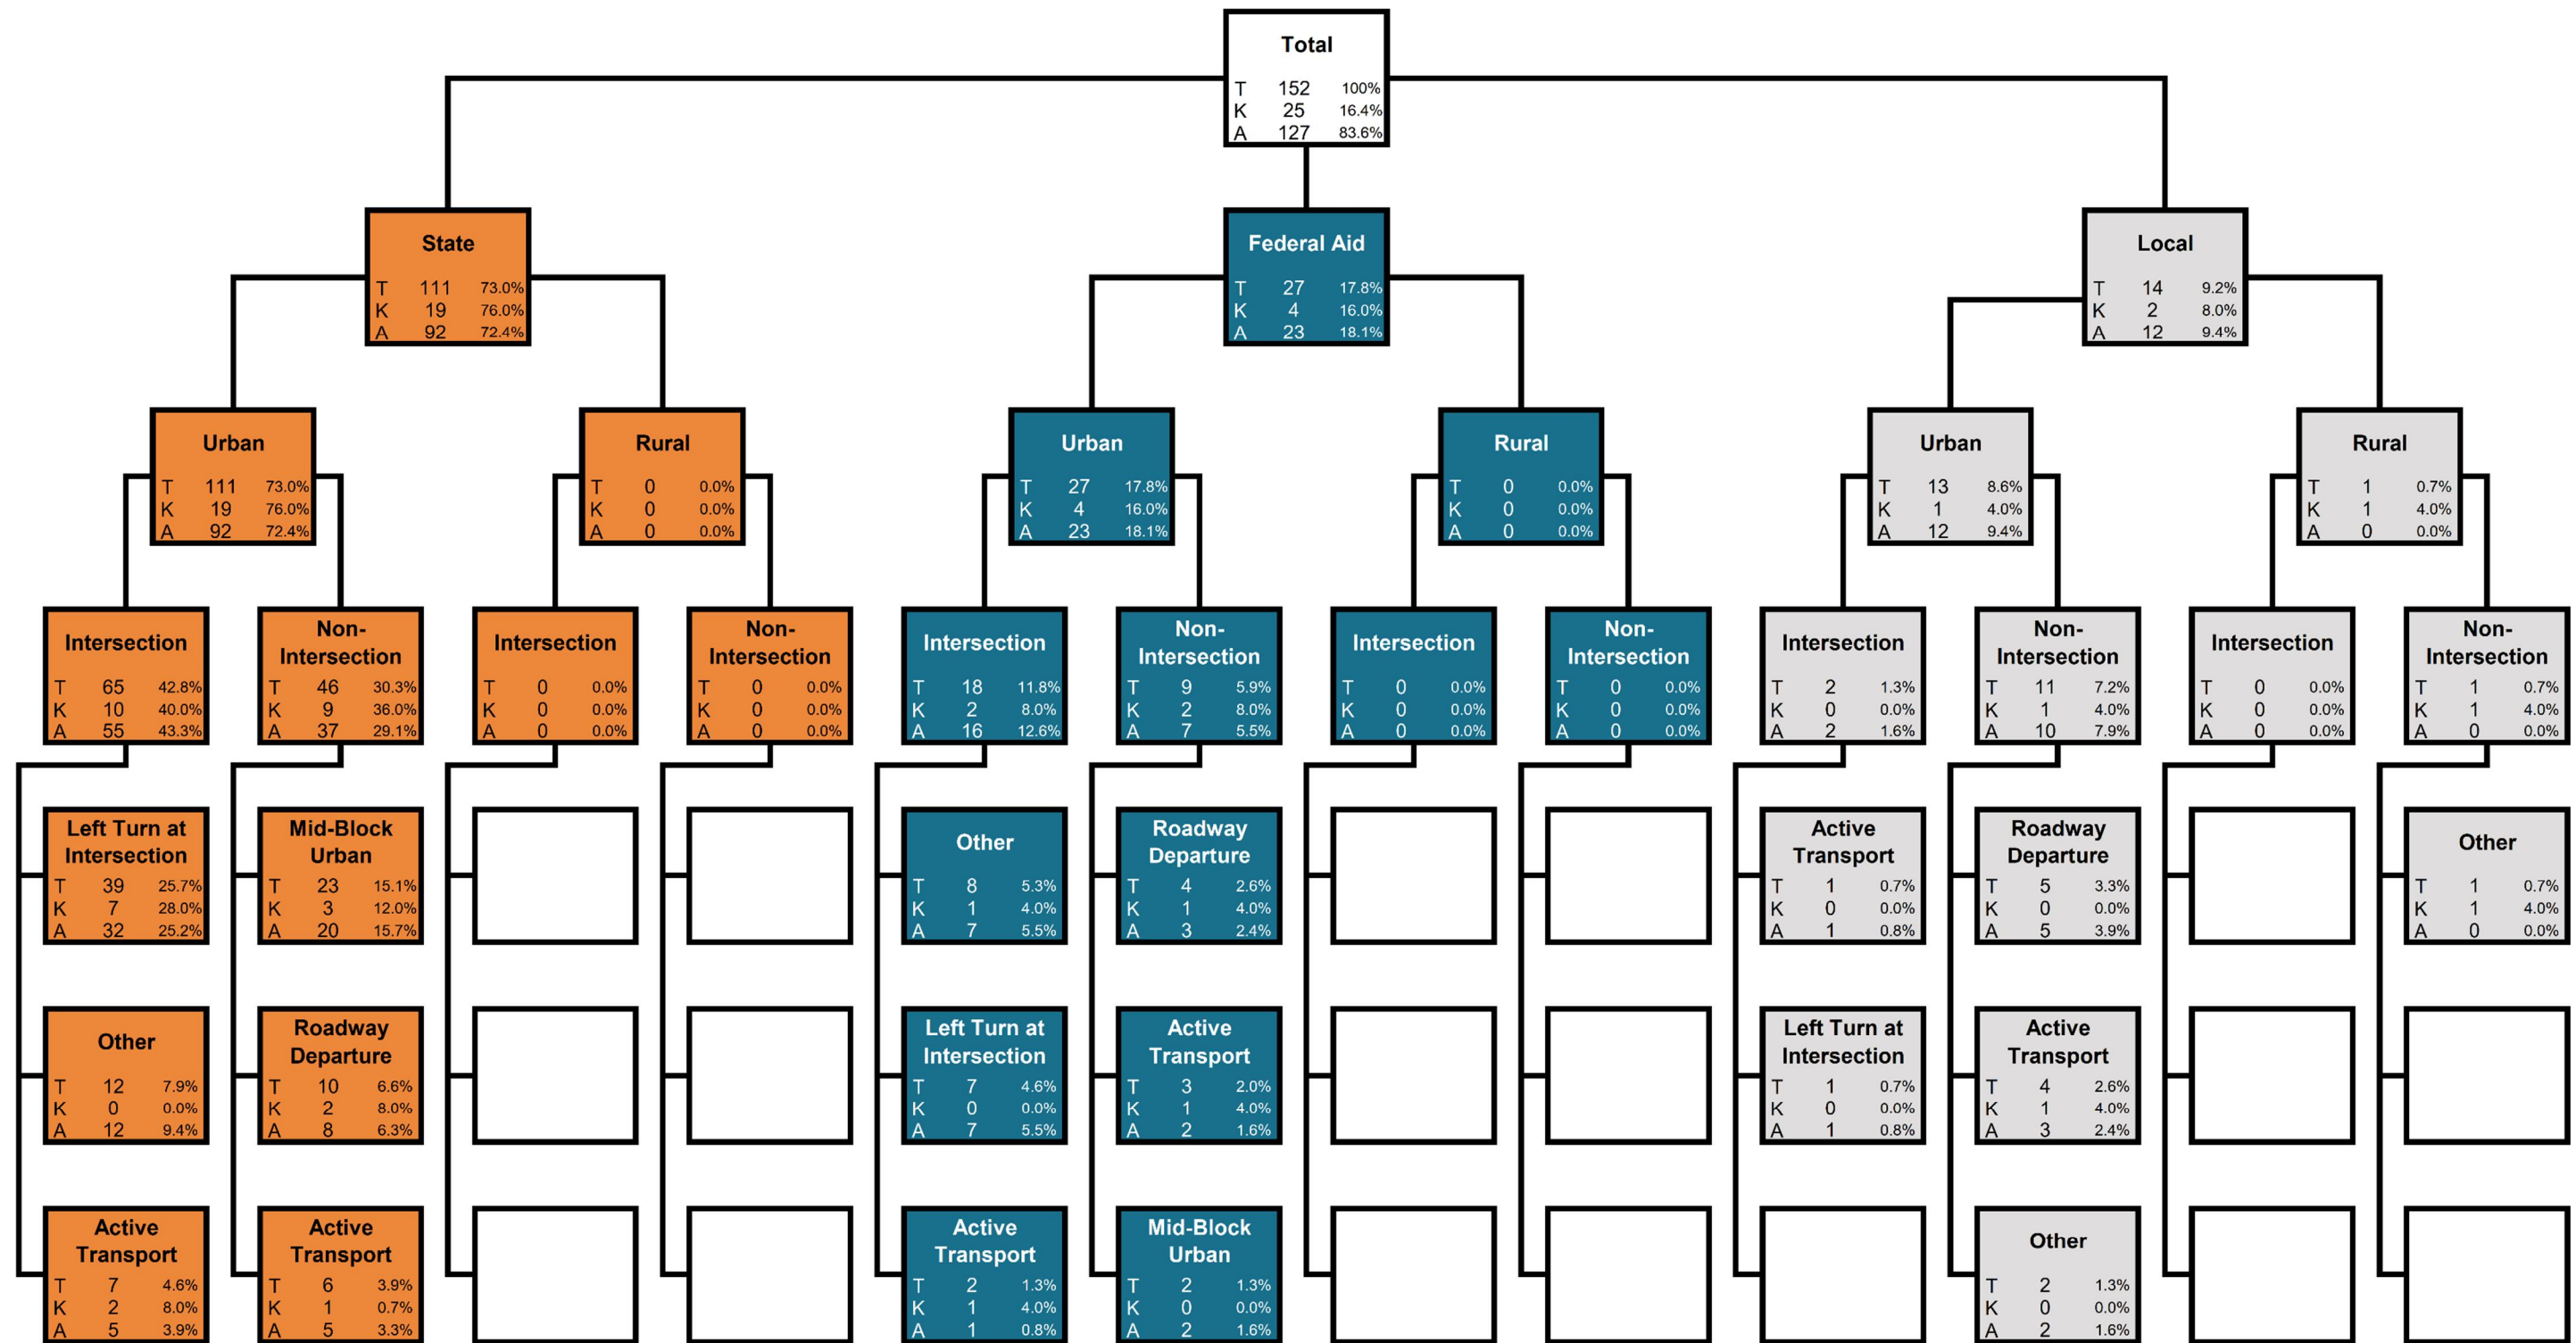 Total
T 152 100%
K 25 16.4%
A 127 83.6%
State
T 111 73.0%
K 19 76.0%
A 92 72.4%
Federal Aid
T 27 17.8%
K 4 16.0%
A 23 18.1%
Local
T 14 9.2%
K 2 8.0%
A 12 9.4%
Urban
T 111 73.0%
K 19 76.0%
A 92 72.4%
Rural
T 0 0.0%
K 0 0.0%
A 0 0.0%
Urban
T 27 17.8%
K 4 16.0%
A 23 18.1%
Rural
T 0 0.0%
K 0 0.0%
A 0 0.0%
Urban
T 13 8.6%
K 1 4.0%
A 12 9.4%
Rural
T 1 0.7%
K 1 4.0%
A 0 0.0%
Intersection
T 65 42.8%
K 10 40.0%
A 55 43.3%
Non-
Intersection
T 46 30.3%
K 9 36.0%
A 37 29.1%
Intersection
T 0 0.0%
K 0 0.0%
A 0 0.0%
Non-
Intersection
T 0 0.0%
K 0 0.0%
A 0 0.0%
Intersection
T 18 11.8%
K 2 8.0%
A 16 12.6%
Non-
Intersection
T 9 5.9%
K 2 8.0%
A 7 5.5%
Intersection
T 0 0.0%
K 0 0.0%
A 0 0.0%
Non-
Intersection
T 0 0.0%
K 0 0.0%
A 0 0.0%
Intersection
T 2 1.3%
K 0 0.0%
A 2 1.6%
Non-
Intersection
T 11 7.2%
K 1 4.0%
A 10 7.9%
Intersection
T 0 0.0%
K 0 0.0%
A 0 0.0%
Non-
Intersection
T 1 0.7%
K 1 4.0%
A 0 0.0%
Left Turn at
Intersection
T 39 25.7%
K 7 28.0%
A 32 25.2%
Mid-Block
Urban
T 23 15.1%
K 3 12.0%
A 20 15.7%
Other
T 8 5.3%
K 1 4.0%
A 7 5.5%
Roadway
Departure
T 4 2.6%
K 1 4.0%
A 3 2.4%
Active
Transport
T 1 0.7%
K 0 0.0%
A 1 0.8%
Roadway
Departure
T 5 3.3%
K 0 0.0%
A 5 3.9%
Other
T 1 0.7%
K 1 4.0%
A 0 0.0%
Other
T 12 7.9%
K 0 0.0%
A 12 9.4%
Roadway
Departure
T 10 6.6%
K 2 8.0%
A 8 6.3%
Left Turn at
Intersection
T 7 4.6%
K 0 0.0%
A 7 5.5%
Active
Transport
T 3 2.0%
K 1 4.0%
A 2 1.6%
Left Turn at
Intersection
T 1 0.7%
K 0 0.0%
A 1 0.8%
Active
Transport
T 4 2.6%
K 1 4.0%
A 3 2.4%
Active
Transport
T 7 4.6%
K 2 8.0%
A 5 3.9%
Active
Transport
T 6 3.9%
K 1 0.7%
A 5 3.3%
Active
Transport
T 2 1.3%
K 1 4.0%
A 1 0.8%
Mid-Block
Urban
T 2 1.3%
K 0 0.0%
A 2 1.6%
Other
T 2 1.3%
K 0 0.0%
A 2 1.6%